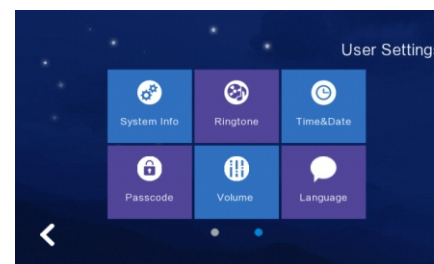 User Setting
System Info Ringtone Time&Date
Passcode Volume Language